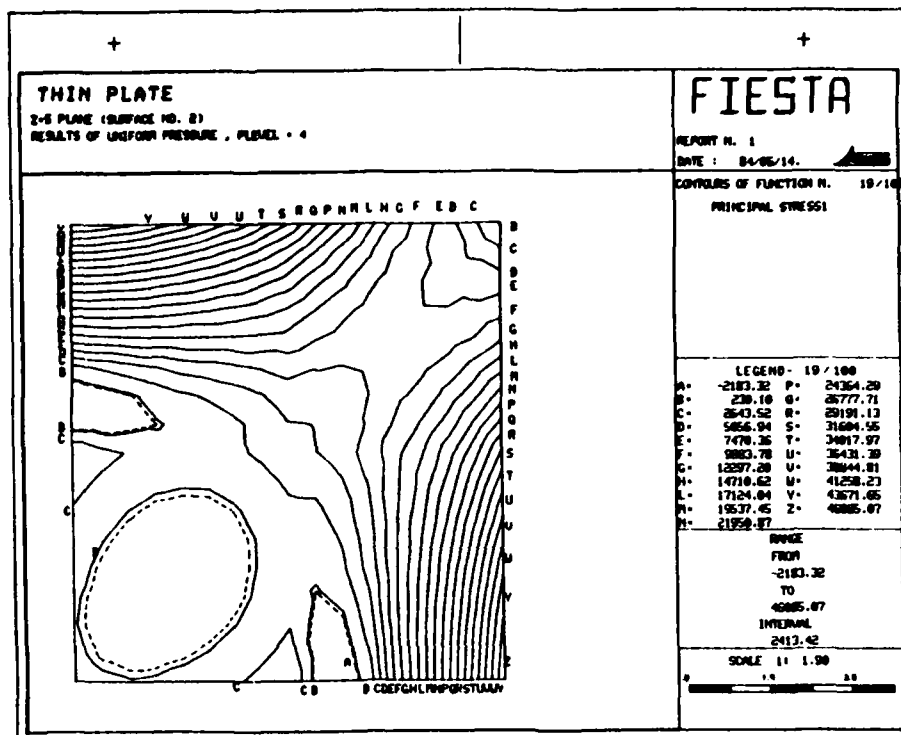 THIN PLATE
Z=5 PLANE (SURFACE NO. 2)
RESULTS OF UNIFORM PRESSURE , PLEVEL = 4
FIESTA
REPORT N. 1
DATE : 84/05/14.
CONTOURS OF FUNCTION N. 19/100
PRINCIPAL STRESS1
Y W V U T S R Q P N M L H G F E D C
B
C
D
E
F
G
H
L
M
N
P
Q
R
S
T
U
V
W
Y
Z
C
A
C C B B C D E F G H L M N P Q R S T U V W Y
LEGEND- 19 / 100
A= -2183.32 P= 24364.29
B= 230.10 Q= 26777.71
C= 2643.52 R= 29191.13
D= 5056.94 S= 31604.55
E= 7470.36 T= 34017.97
F= 9883.78 U= 36431.39
G= 12297.20 V= 38844.81
H= 14710.62 W= 41258.23
L= 17124.04 Y= 43671.65
M= 19537.45 Z= 46085.07
N= 21950.87
RANGE
FROM
-2183.32
TO
46085.07
INTERVAL
2413.42
SCALE 1: 1.90